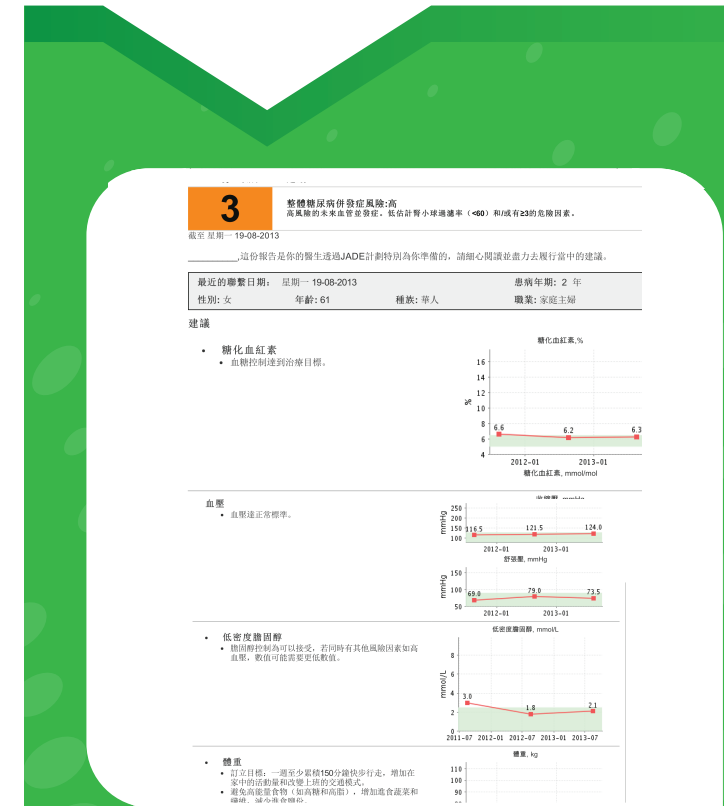 3
整體糖尿病併發症風險:高
高風險的未來血管並發症。低估計腎小球過濾率（<60）和/或有≥3的危險因素。
截至 星期一 19-08-2013
________,這份報告是你的醫生透過JADE計劃特別為你準備的，請細心閱讀並盡力去履行當中的建議。
最近的聯繫日期: 星期一 19-08-2013 患病年期: 2 年
性別: 女 年齡: 61 種族: 華人 職業: 家庭主婦
建議
• 糖化血紅素
• 血糖控制達到治療目標。
糖化血紅素,%
16
14
12
10
8
6
4
%
6.6 6.2 6.3
2012-01 2013-01
糖化血紅素, mmol/mol
血壓
• 血壓達正常標準。
250
200
150
100
mmHg
116.5 121.5 124.0
2012-01 2013-01
舒張壓, mmHg
150
100
50
mmHg
69.0 79.0 73.5
2012-01 2013-01
• 低密度膽固醇
• 膽固醇控制為可以接受，若同時有其他風險因素如高
血壓，數值可能需要更低數值。
低密度膽固醇, mmol/L
8
6
4
2
0
mmol/L
3.0 1.8 2.1
2011-07 2012-01 2012-07 2013-01 2013-07
• 體重
• 訂立目標：一週至少累積150分鐘快步行走，增加在
家中的活動量和改變上班的交通模式。
• 避免高能量食物（如高糖和高脂），增加進食蔬菜和
纖維，減少進食鹽份。
體重, kg
110
100
90